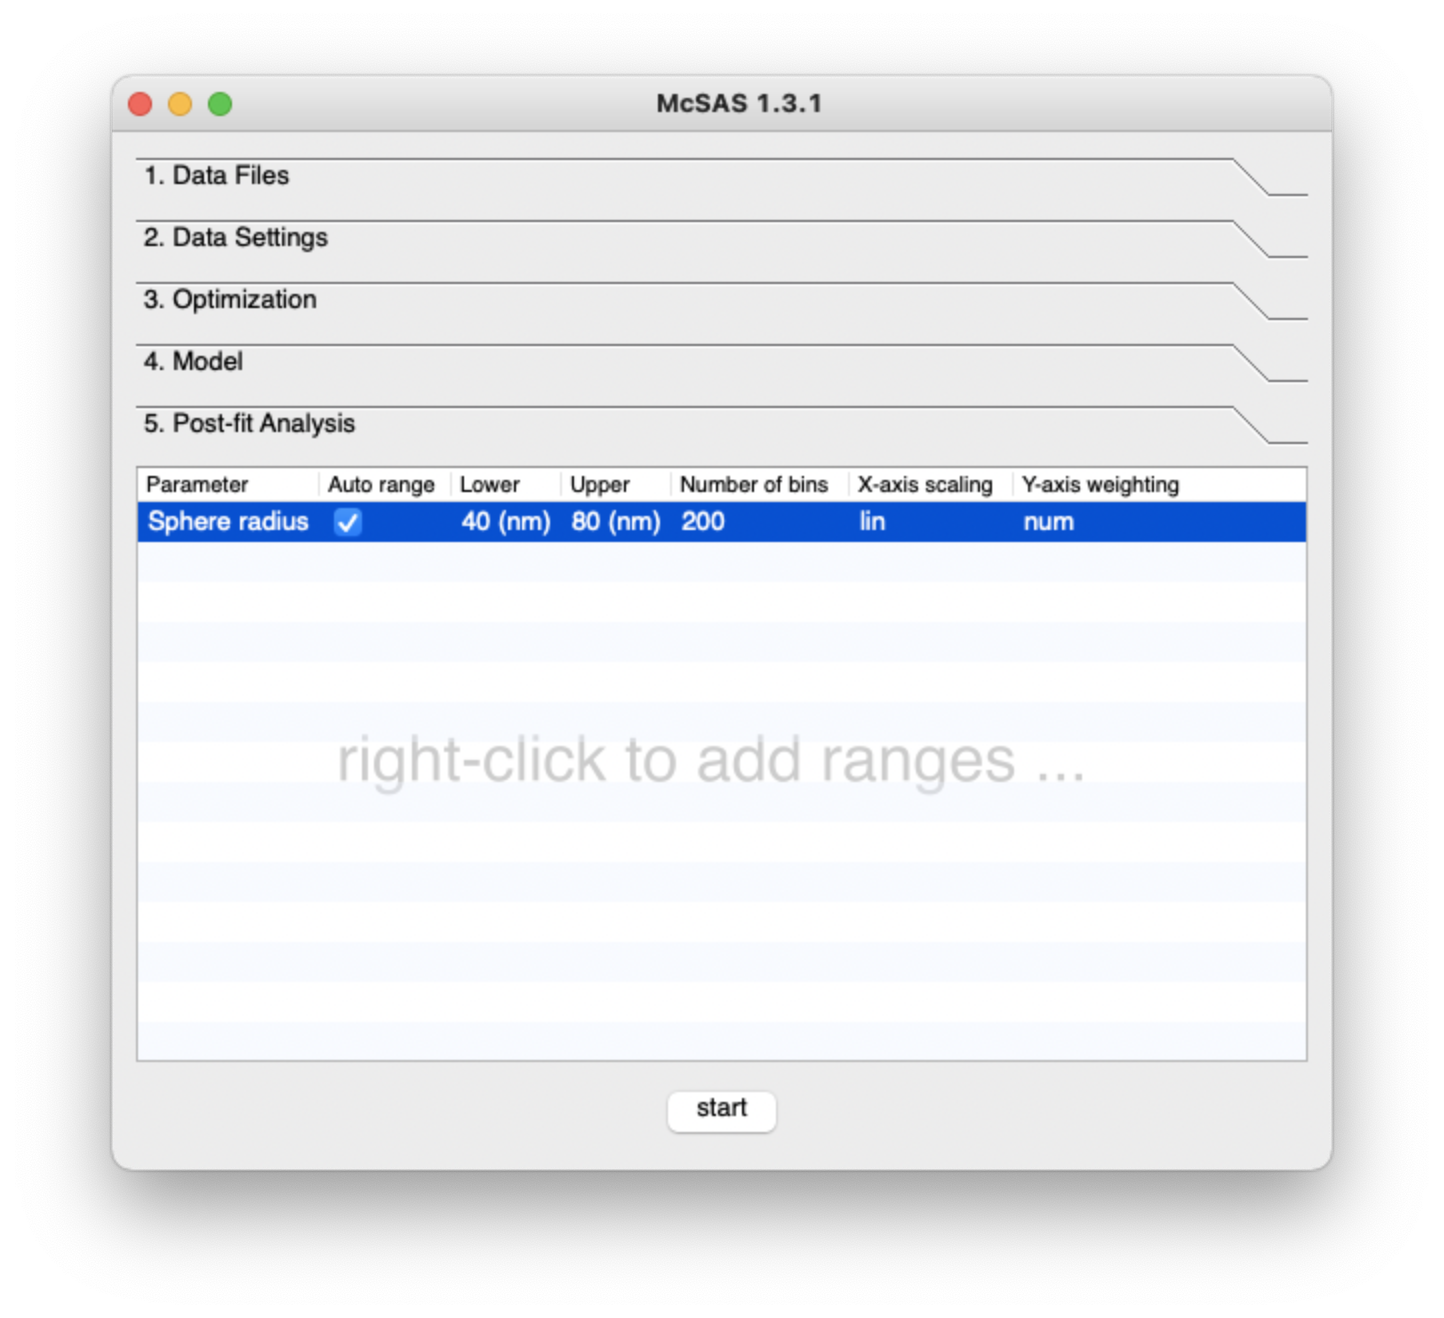 McSAS 1.3.1
1. Data Files
2. Data Settings
3. Optimization
4. Model
5. Post-fit Analysis
Parameter Auto range Lower Upper Number of bins X-axis scaling Y-axis weighting
Sphere radius 40 (nm) 80 (nm) 200 lin num
right-click to add ranges ...
start